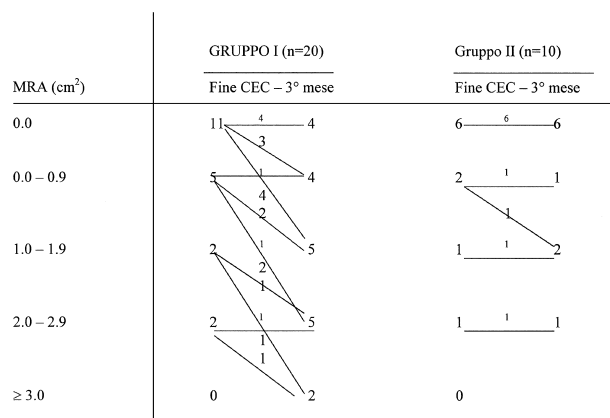 GRUPPO I (n=20) Gruppo II (n=10)
MRA (cm²) Fine CEC – 3° mese Fine CEC – 3° mese
0.0 11 4 4 6 6 6
3
0.0 – 0.9 5 1 4 2 1 1
4
2 1
1.0 – 1.9 2 1 5 1 1 2
2
1
2.0 – 2.9 2 1 5 1 1 1
1
1
≥ 3.0 0 2 0